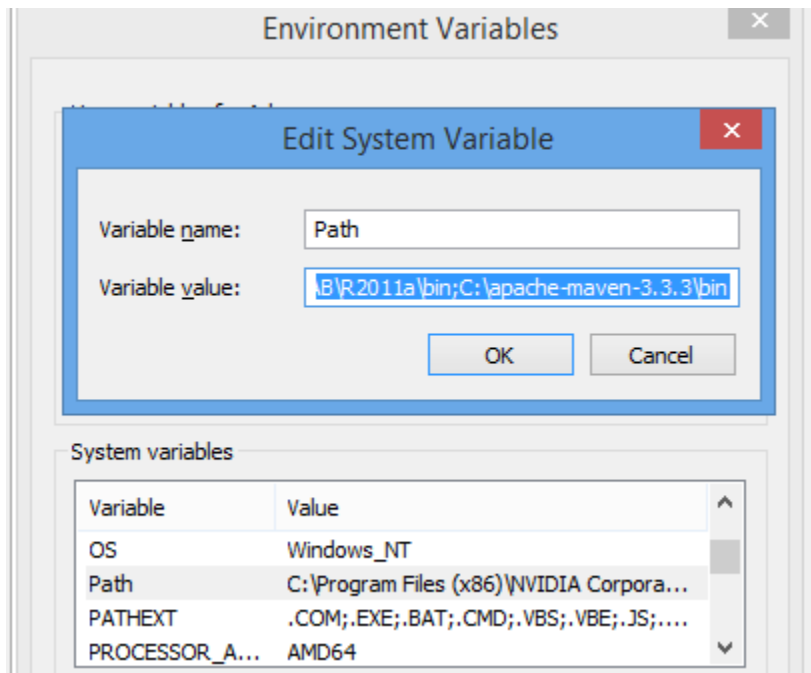 Environment Variables
Edit System Variable
Variable name:
Path
Variable value:
\B\R2011a\bin;C:\apache-maven-3.3.3\bin
OK
Cancel
System variables
Variable Value
OS Windows_NT
Path C:\Program Files (x86)\NVIDIA Corpora...
PATHEXT .COM;.EXE;.BAT;.CMD;.VBS;.VBE;.JS;....
PROCESSOR_A... AMD64